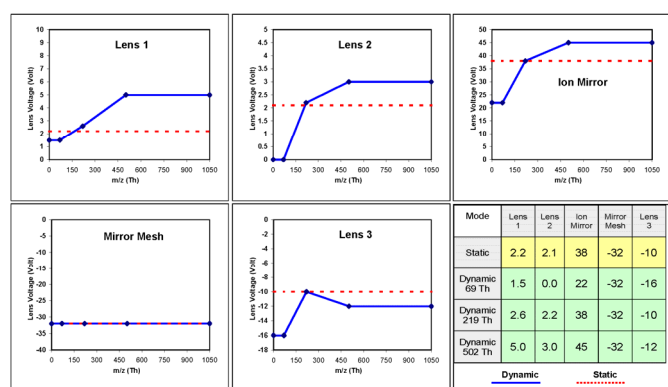 Lens 1
Lens Voltage (Volt)
10
9
8
7
6
5
4
3
2
1
0
0 150 300 450 600 750 900 1050
m/z (Th)
Lens 2
Lens Voltage (Volt)
5
4.5
4
3.5
3
2.5
2
1.5
1
0.5
0
0 150 300 450 600 750 900 1050
m/z (Th)
Ion Mirror
Lens Voltage (Volt)
50
45
40
35
30
25
20
15
10
5
0
0 150 300 450 600 750 900 1050
m/z (Th)
Mirror Mesh
Lens Voltage (Volt)
0
-5
-10
-15
-20
-25
-30
-35
-40
0 150 300 450 600 750 900 1050
m/z (Th)
Lens 3
Lens Voltage (Volt)
0
-2
-4
-6
-8
-10
-12
-14
-16
-18
0 150 300 450 600 750 900 1050
m/z (Th)
Mode Lens 1 Lens 2 Ion Mirror Mirror Mesh Lens 3
Static 2.2 2.1 38 -32 -10
Dynamic 69 Th 1.5 0.0 22 -32 -16
Dynamic 219 Th 2.6 2.2 38 -32 -10
Dynamic 502 Th 5.0 3.0 45 -32 -12
Dynamic Static